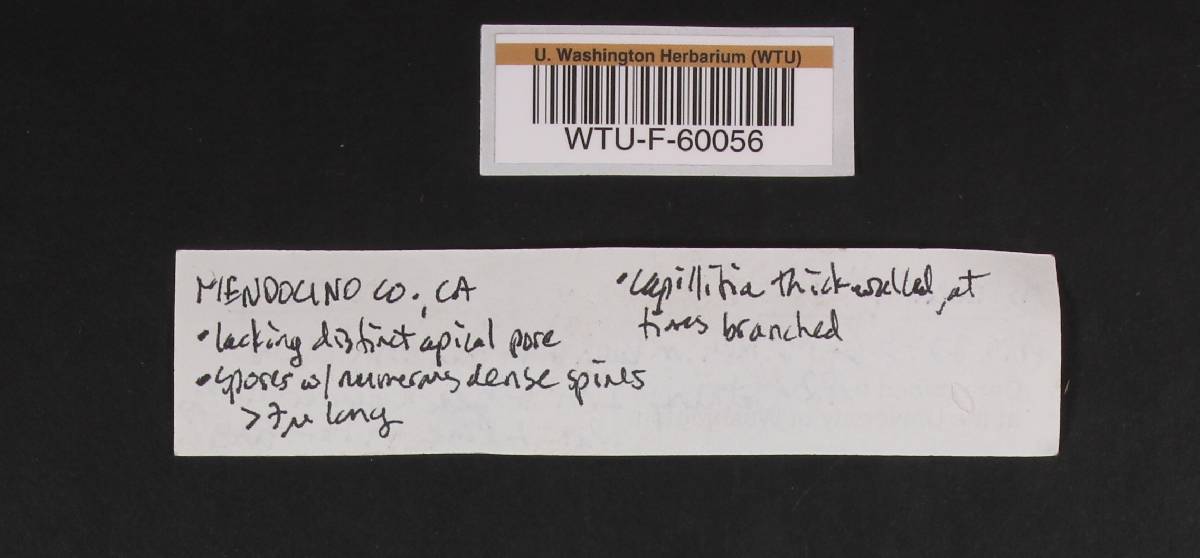 U. Washington Herbarium (WTU)
WTU-F-60056
MENDOCINO CO., CA
• lacking distinct apical pore
• spores w/ numerous dense spines
> 7µ long
• capillitia thick walled, at
times branched